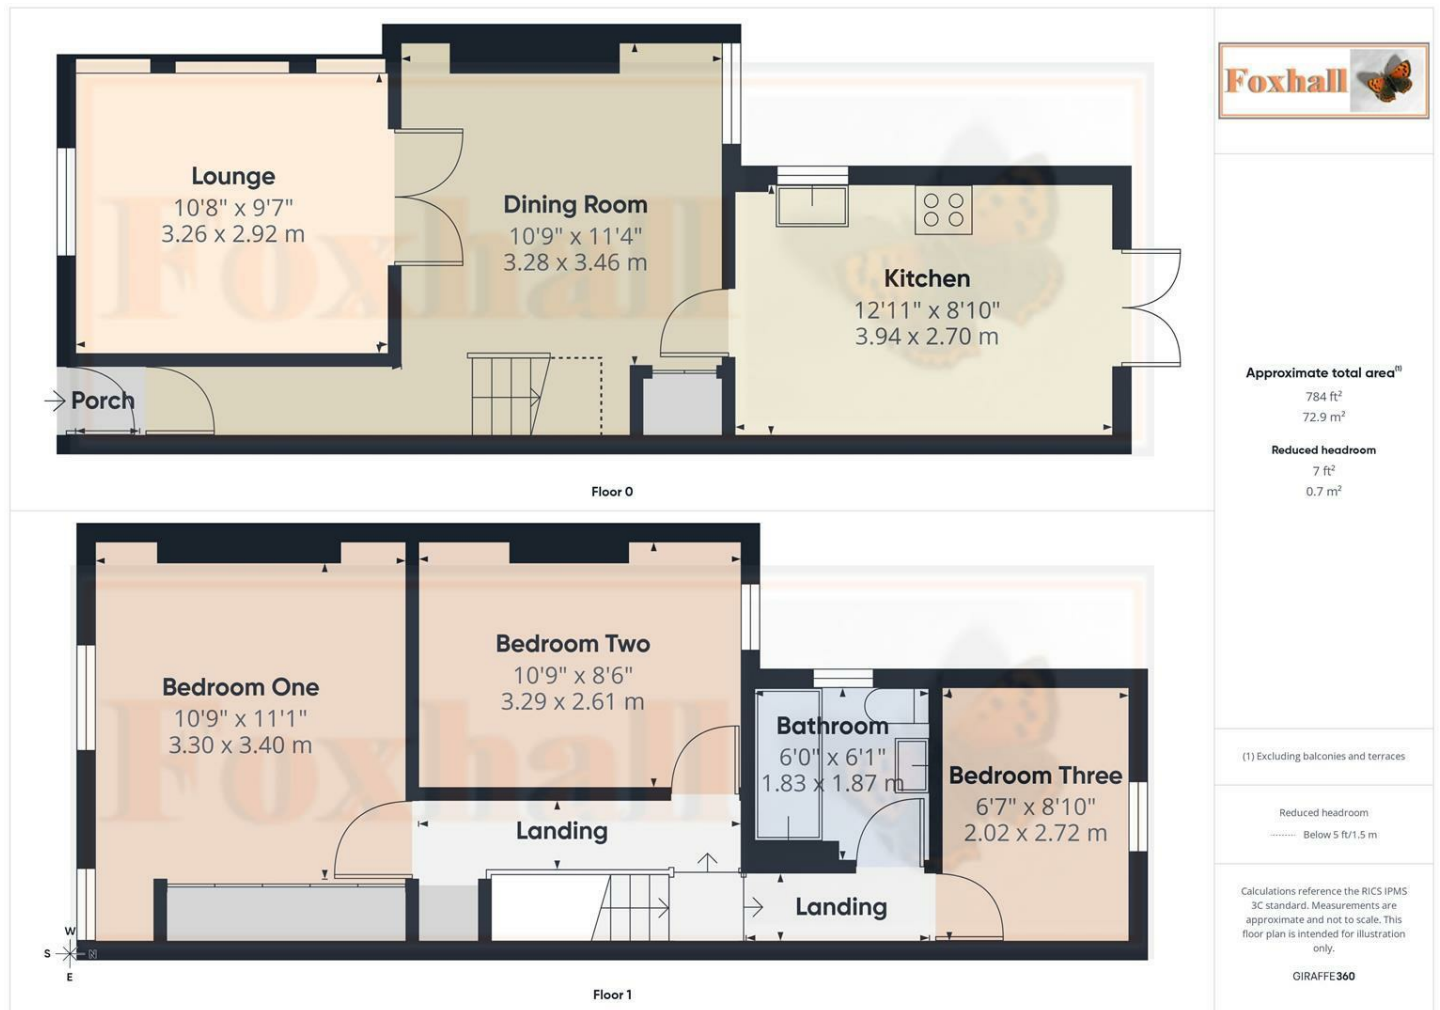 Foxhall
Lounge
10'8" x 9'7"
3.26 x 2.92 m
Dining Room
10'9" x 11'4"
3.28 x 3.46 m
Kitchen
12'11" x 8'10"
3.94 x 2.70 m
Porch
Foxhall
Floor 0
Bedroom One
10'9" x 11'1"
3.30 x 3.40 m
Bedroom Two
10'9" x 8'6"
3.29 x 2.61 m
Bathroom
6'0" x 6'1"
1.83 x 1.87 m
Bedroom Three
6'7" x 8'10"
2.02 x 2.72 m
Landing
Landing
Foxhall
W
S N
E
Floor 1
Approximate total area(1)
784 ft²
72.9 m²
Reduced headroom
7 ft²
0.7 m²
(1) Excluding balconies and terraces
Reduced headroom
Below 5 ft/1.5 m
Calculations reference the RICS IPMS
3C standard. Measurements are
approximate and not to scale. This
floor plan is intended for illustration
only.
GIRAFFE360